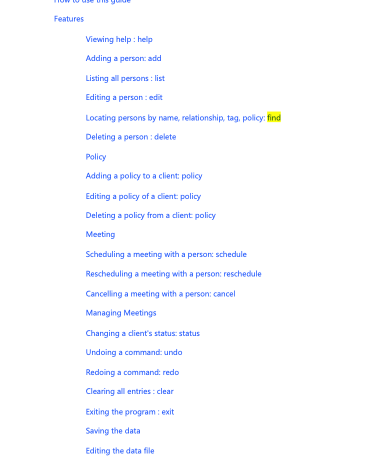 How to use this guide
Features
Viewing help : help
Adding a person: add
Listing all persons : list
Editing a person : edit
Locating persons by name, relationship, tag, policy: find
Deleting a person : delete
Policy
Adding a policy to a client: policy
Editing a policy of a client: policy
Deleting a policy from a client: policy
Meeting
Scheduling a meeting with a person: schedule
Rescheduling a meeting with a person: reschedule
Cancelling a meeting with a person: cancel
Managing Meetings
Changing a client's status: status
Undoing a command: undo
Redoing a command: redo
Clearing all entries : clear
Exiting the program : exit
Saving the data
Editing the data file